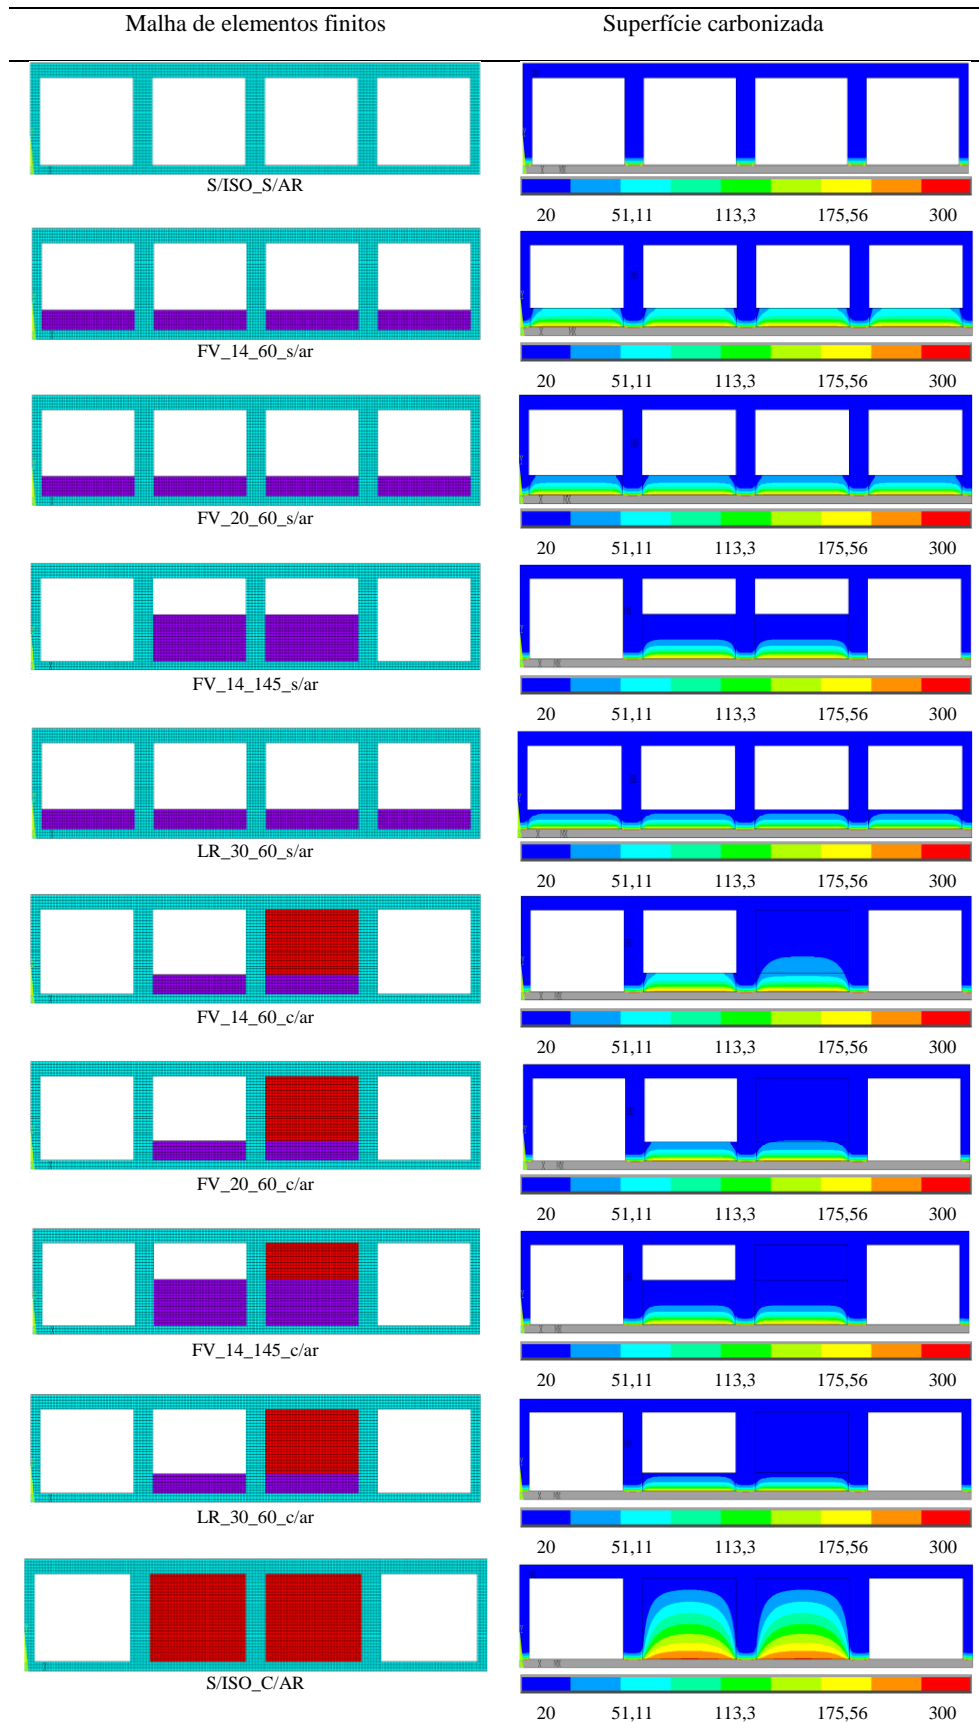 Malha de elementos finitos Superfície carbonizada
S/ISO_S/AR
20 51,11 113,3 175,56 300
FV_14_60_s/ar
20 51,11 113,3 175,56 300
FV_20_60_s/ar
20 51,11 113,3 175,56 300
FV_14_145_s/ar
20 51,11 113,3 175,56 300
LR_30_60_s/ar
20 51,11 113,3 175,56 300
FV_14_60_c/ar
20 51,11 113,3 175,56 300
FV_20_60_c/ar
20 51,11 113,3 175,56 300
FV_14_145_c/ar
20 51,11 113,3 175,56 300
LR_30_60_c/ar
20 51,11 113,3 175,56 300
S/ISO_C/AR
20 51,11 113,3 175,56 300